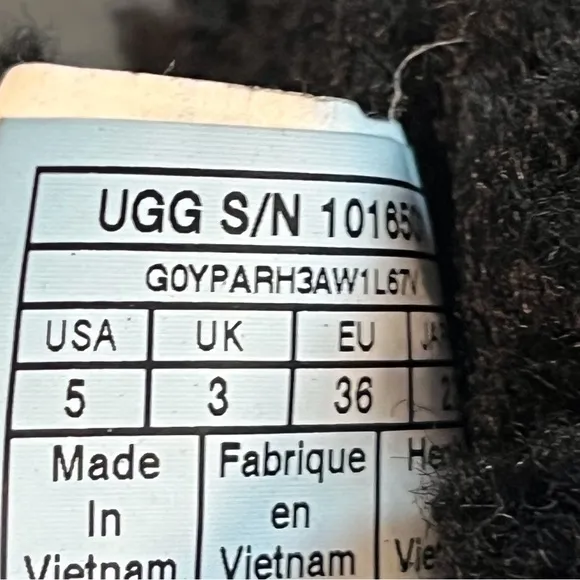 UGG S/N 10165
G0YPARH3AW1L67
USA UK EU
5 3 36
Made Fabrique
In en
Vietnam Vietnam